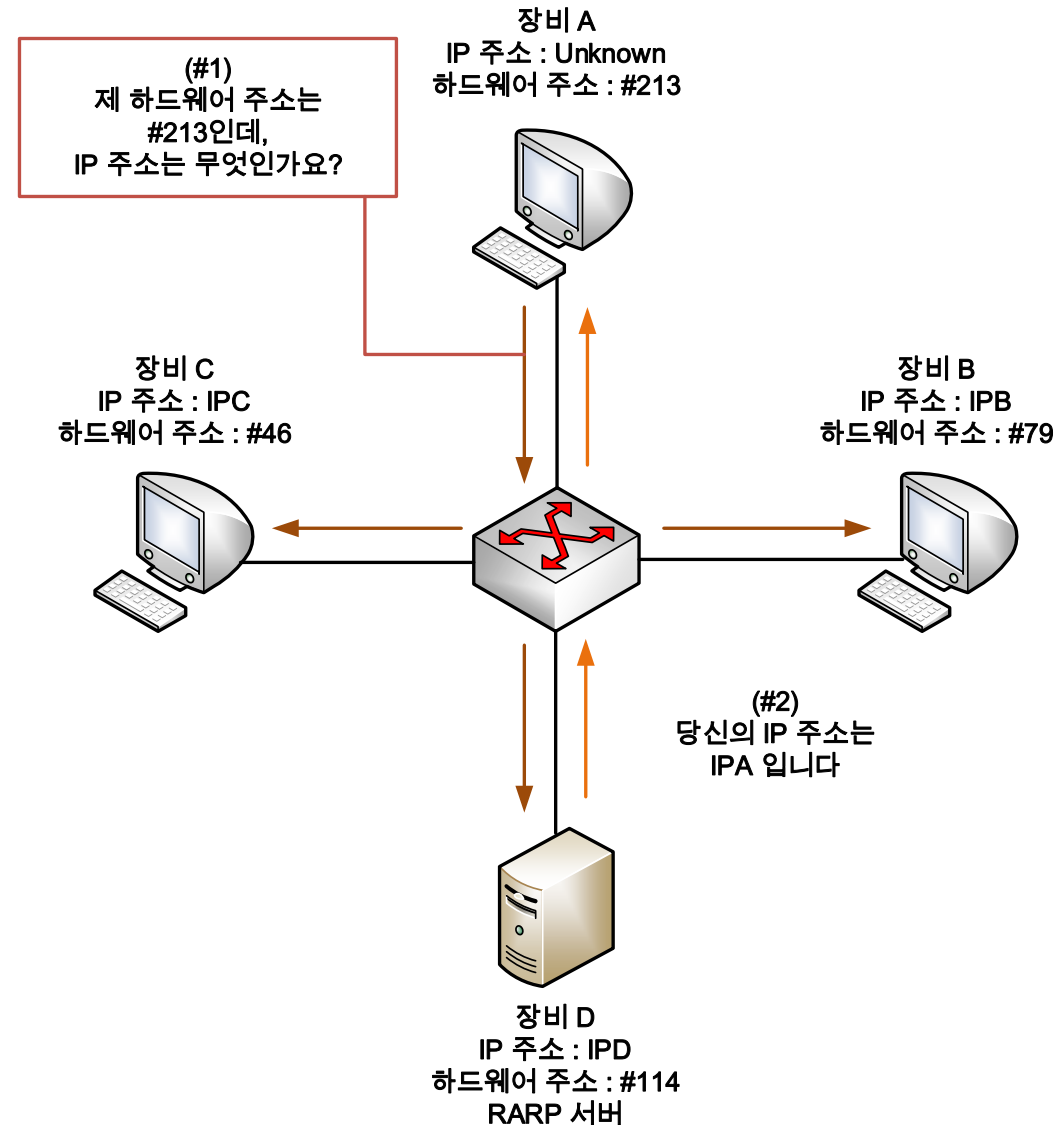 장비 A
IP 주소 : Unknown
하드웨어 주소 : #213
(#1)
제 하드웨어 주소는
#213인데,
IP 주소는 무엇인가요?
장비 C
IP 주소 : IPC
하드웨어 주소 : #46
장비 B
IP 주소 : IPB
하드웨어 주소 : #79
(#2)
당신의 IP 주소는
IPA 입니다
장비 D
IP 주소 : IPD
하드웨어 주소 : #114
RARP 서버